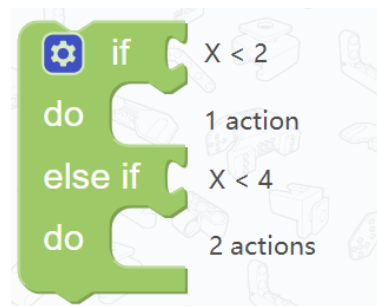 if X < 2
do 1 action
else if X < 4
do 2 actions